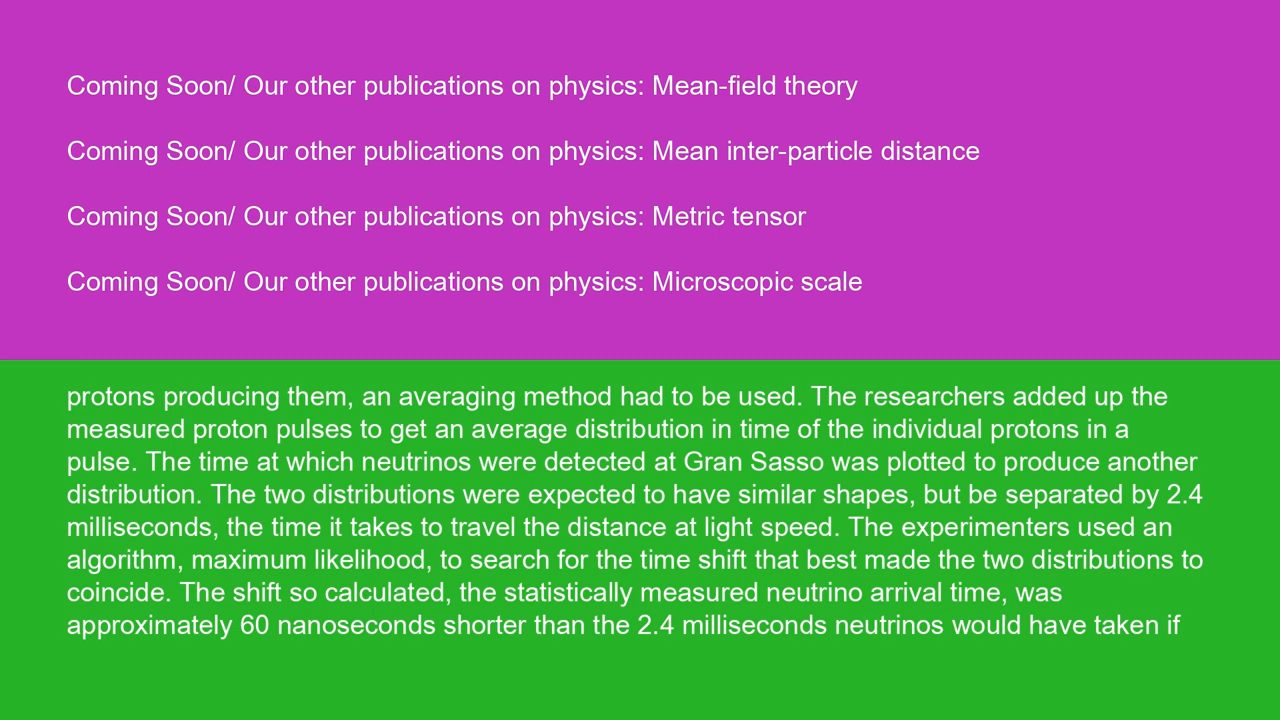 Coming Soon/ Our other publications on physics: Mean-field theory
Coming Soon/ Our other publications on physics: Mean inter-particle distance
Coming Soon/ Our other publications on physics: Metric tensor
Coming Soon/ Our other publications on physics: Microscopic scale
protons producing them, an averaging method had to be used. The researchers added up the
measured proton pulses to get an average distribution in time of the individual protons in a
pulse. The time at which neutrinos were detected at Gran Sasso was plotted to produce another
distribution. The two distributions were expected to have similar shapes, but be separated by 2.4
milliseconds, the time it takes to travel the distance at light speed. The experimenters used an
algorithm, maximum likelihood, to search for the time shift that best made the two distributions to
coincide. The shift so calculated, the statistically measured neutrino arrival time, was
approximately 60 nanoseconds shorter than the 2.4 milliseconds neutrinos would have taken if